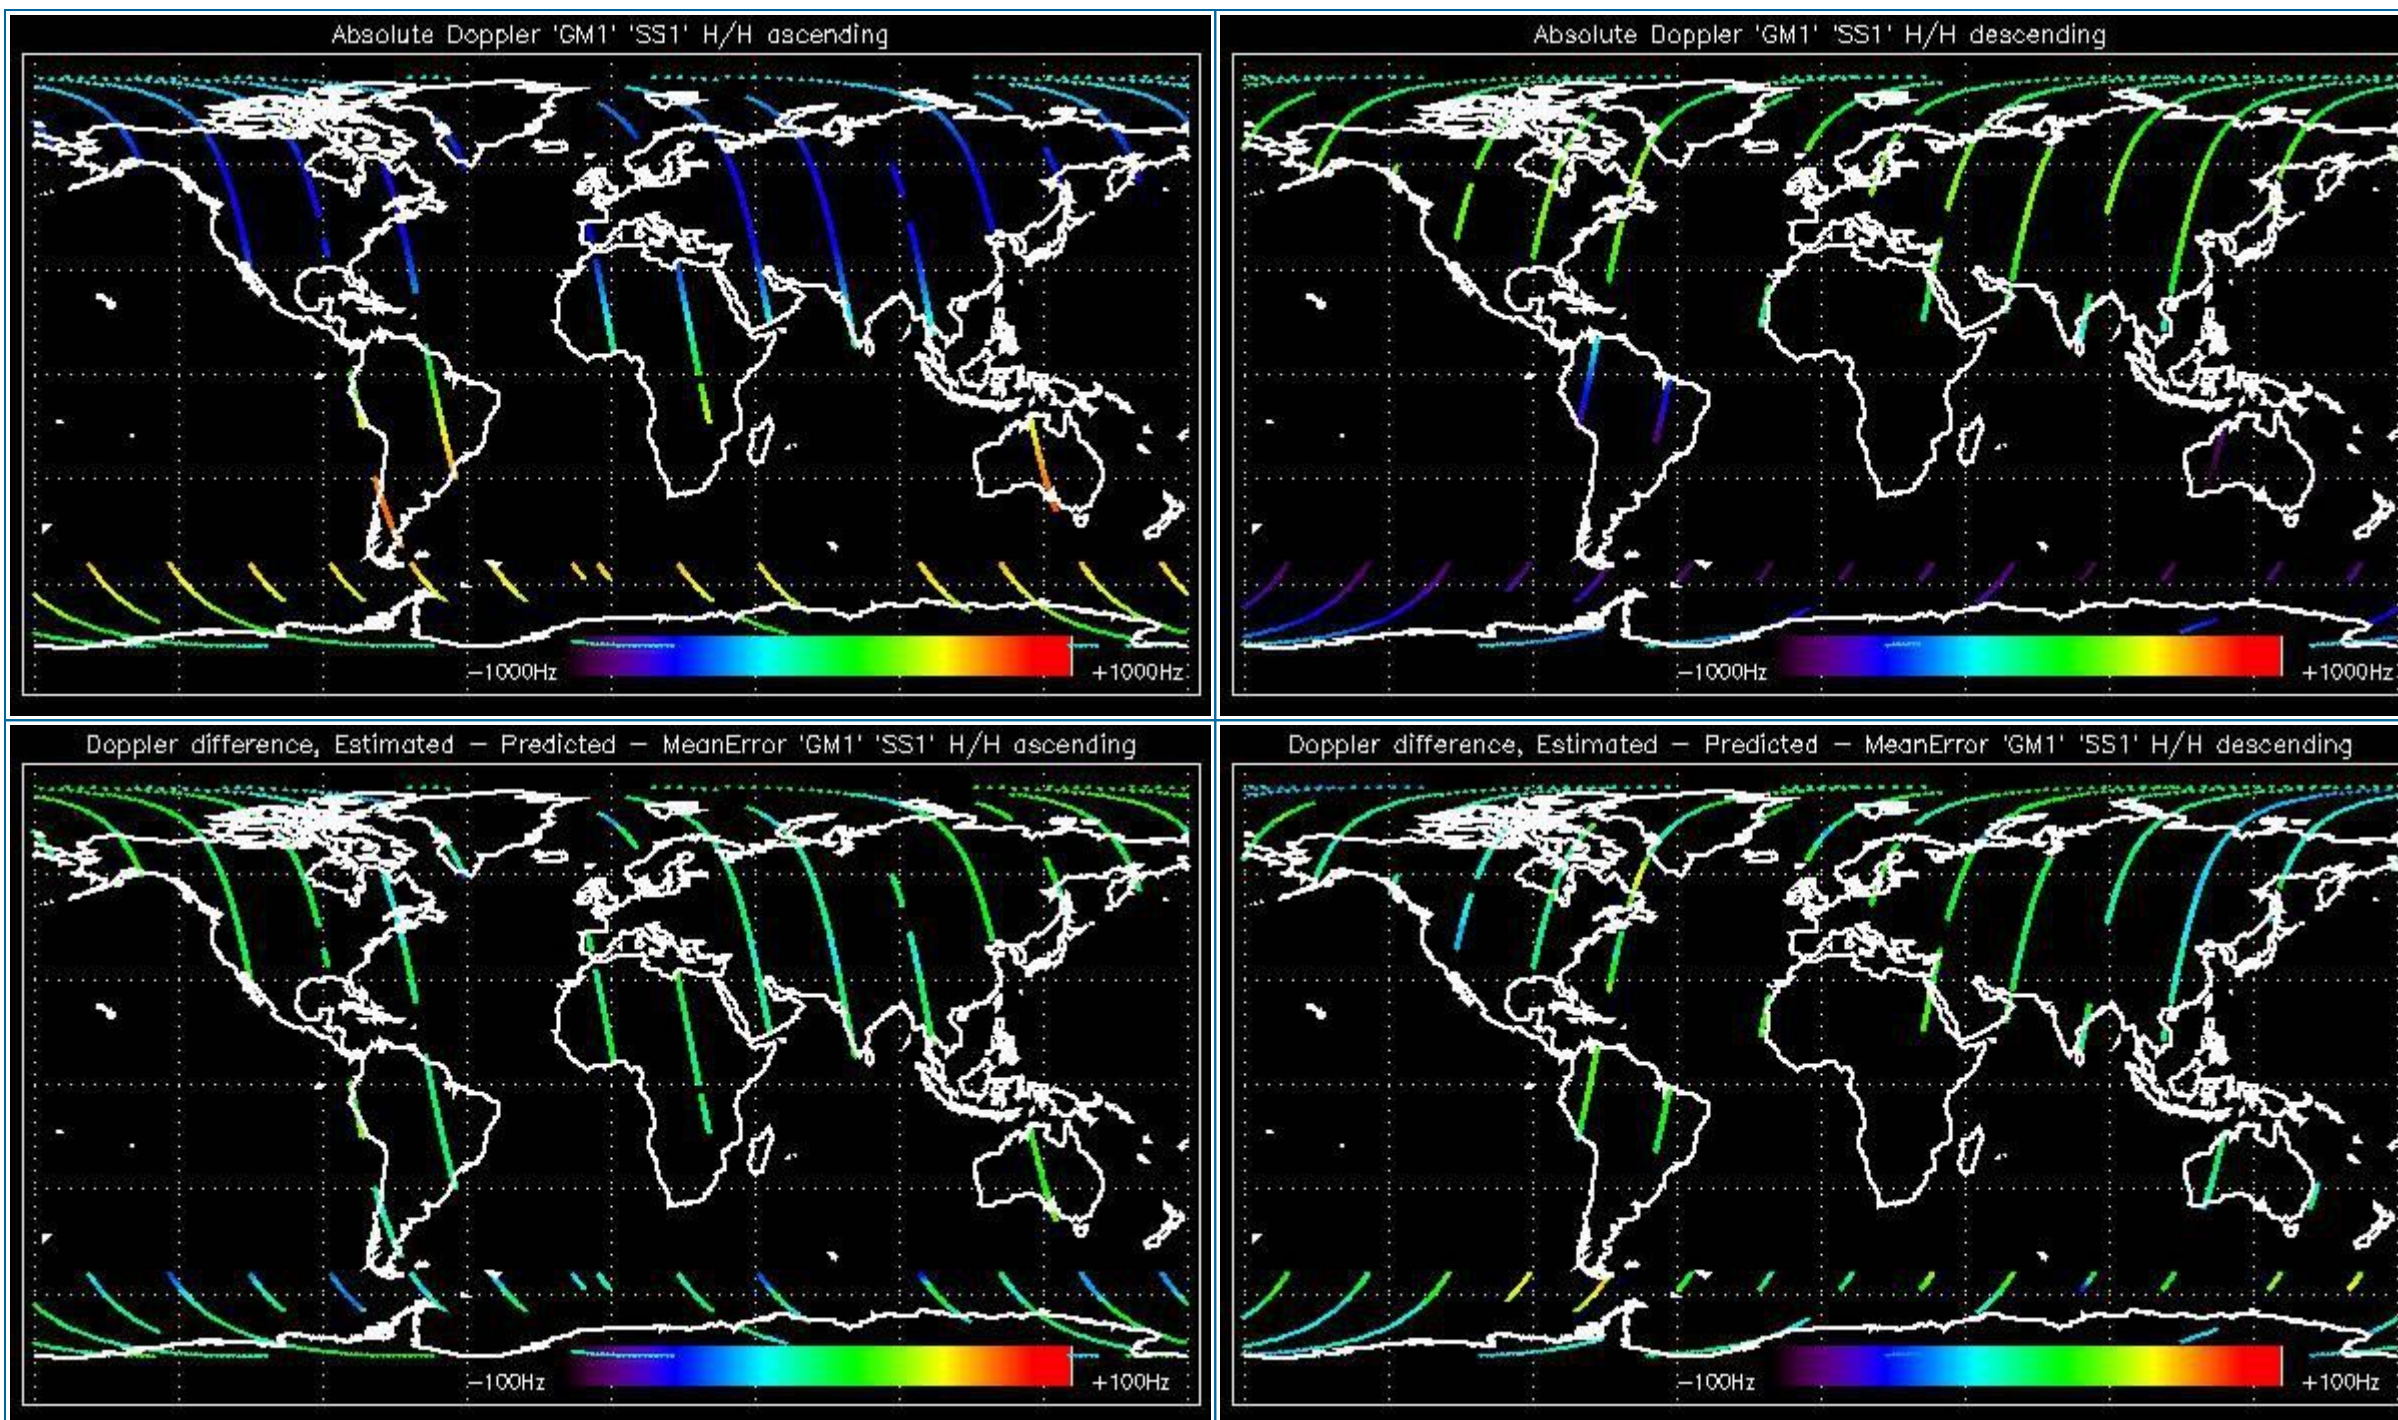 Absolute Doppler 'GM1' 'SS1' H/H ascending
−1000Hz
+1000Hz
Absolute Doppler 'GM1' 'SS1' H/H descending
−1000Hz
+1000Hz
Doppler difference, Estimated − Predicted − MeanError 'GM1' 'SS1' H/H ascending
−100Hz
+100Hz
Doppler difference, Estimated − Predicted − MeanError 'GM1' 'SS1' H/H descending
−100Hz
+100Hz